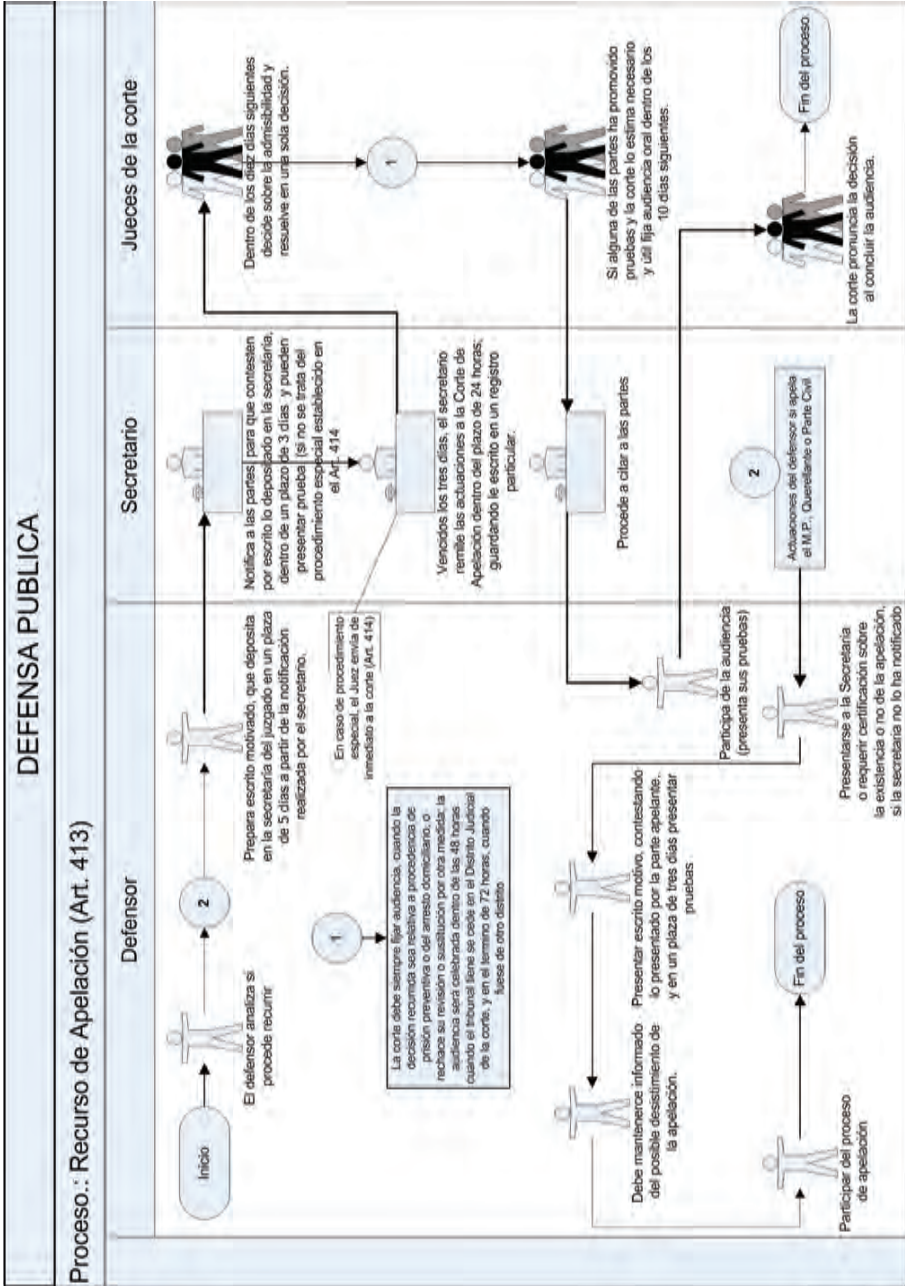 DEFENSA PUBLICA
Proceso.: Recurso de Apelación (Art. 413)
Defensor
Secretario
Jueces de la corte
Inicio
El defensor analiza si
procede recurrir
2
Prepara escrito motivado, que deposita
en la secretaría del juzgado en un plaza
de 5 días a partir de la notificación
realizada por el secretario.
Notifica a las partes, para que contesten
por escrito lo depositado en la secretaría,
dentro de un plazo de 3 días y pueden
presentar prueba (si no se trata del
procedimiento especial establecido en
el Art. 414
Dentro de los diez días siguientes
decide sobre la admisibilidad y
resuelve en una sola decisión.
En caso de procedimiento
especial, el Juez envía de
inmediato a la corte (Art. 414)
Vencidos los tres días, el secretario
remite las actuaciones a la Corte de
Apelación dentro del plazo de 24 horas,
guardando le escrito en un registro
particular.
1
1
La corte debe siempre fijar audiencia, cuando la
decisión recurrida sea relativa a procedencia de
prisión preventiva o del arresto domiciliario, o
rechace su revisión o sustitución por otra medida; la
audiencia será celebrada dentro de las 48 horas
cuando el tribunal tiene se cede en el Distrito Judicial
de la corte, y en el termino de 72 horas, cuando
fuese de otro distrito
Si alguna de las partes ha promovido
pruebas y la corte lo estima necesario
y útil fija audiencia oral dentro de los
10 días siguientes.
Procede a citar a las partes
Participa de la audiencia
(presenta sus pruebas)
La corte pronuncia la decisión
al concluir la audiencia.
Fin del proceso
2
Actuaciones del defensor si apela
el M.P., Querellante o Parte Civil
Presentarse a la Secretaría
o requerir certificación sobre
la existencia o no de la apelación,
si la secretaría no lo ha notificado
Presentar escrito motivo, contestando
lo presentado por la parte apelante,
y en un plaza de tres días presentar
pruebas
Debe mantenerce informado
del posible desistimiento de
la apelación.
Participar del proceso
de apelación
Fin del proceso